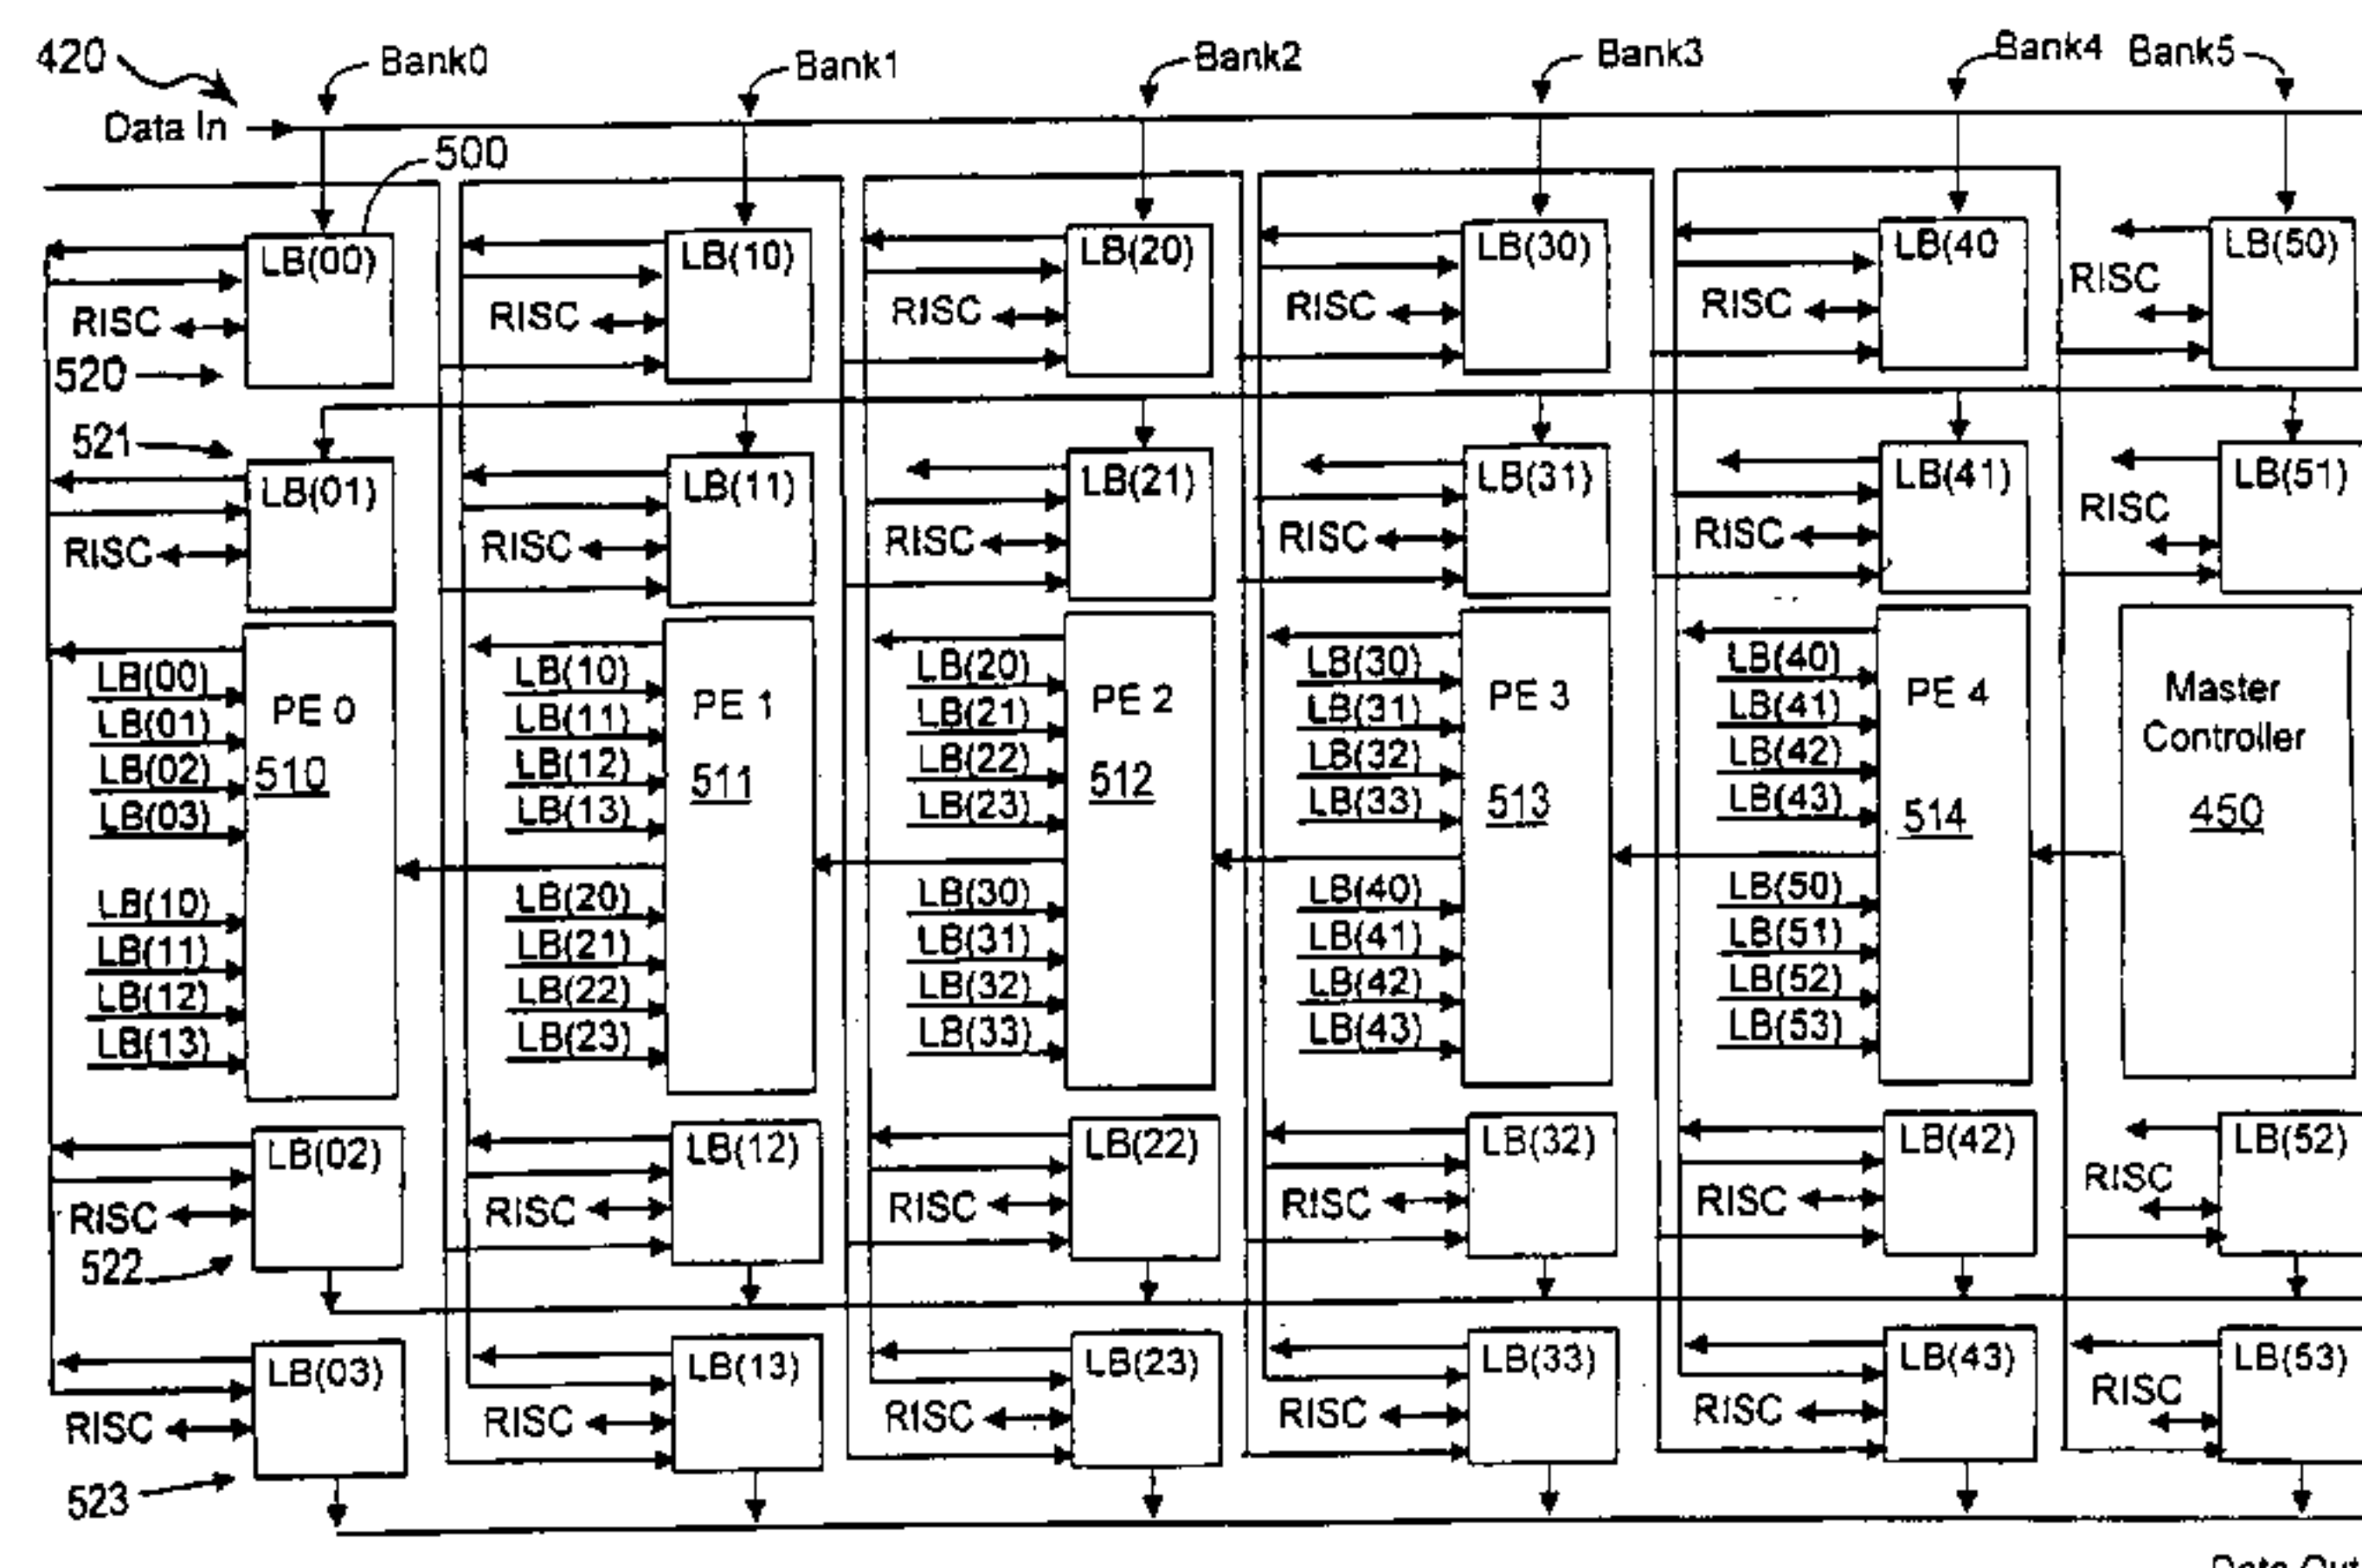 420 Bank0 Bank1 Bank2 Bank3 Bank4 Bank5
Data In
500
LB(00) LB(10) LB(20) LB(30) LB(40 LB(50)
RISC RISC RISC RISC RISC RISC
520
521
LB(01) LB(11) LB(21) LB(31) LB(41) LB(51)
RISC RISC RISC RISC RISC RISC
LB(00) LB(10) LB(20) LB(30) LB(40)
PE 0 PE 1 PE 2 PE 3 PE 4 Master
LB(01) LB(11) LB(21) LB(31) LB(41)
Controller
LB(02) LB(12) LB(22) LB(32) LB(42)
510 511 512 513 514 450
LB(03) LB(13) LB(23) LB(33) LB(43)
LB(10) LB(20) LB(30) LB(40) LB(50)
LB(11) LB(21) LB(31) LB(41) LB(51)
LB(12) LB(22) LB(32) LB(42) LB(52)
LB(13) LB(23) LB(33) LB(43) LB(53)
LB(02) LB(12) LB(22) LB(32) LB(42) LB(52)
RISC RISC RISC RISC RISC RISC
522
LB(03) LB(13) LB(23) LB(33) LB(43) LB(53)
RISC RISC RISC RISC RISC RISC
523